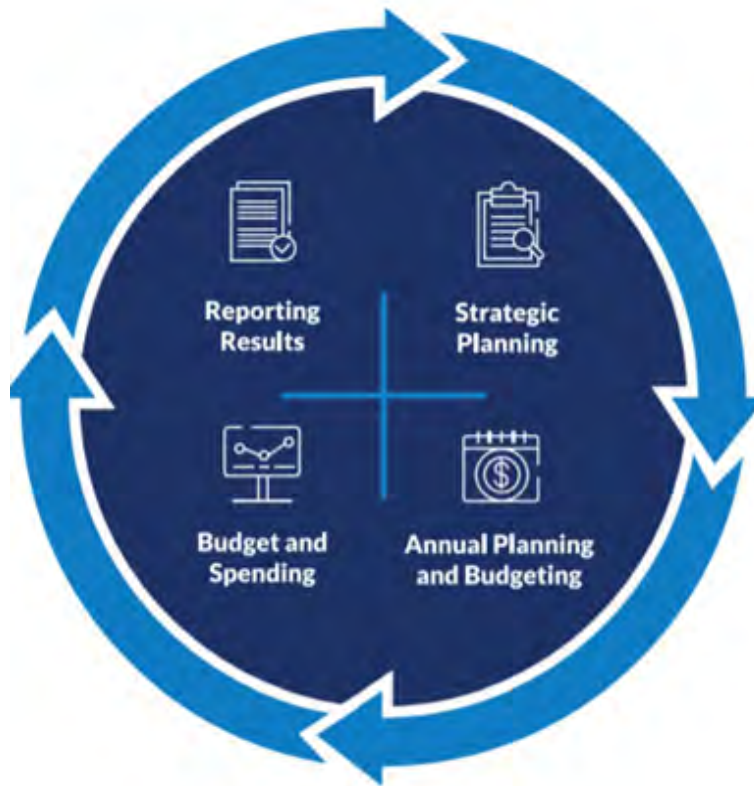 Reporting
Results
Strategic
Planning
$
Budget and
Spending
Annual Planning
and Budgeting